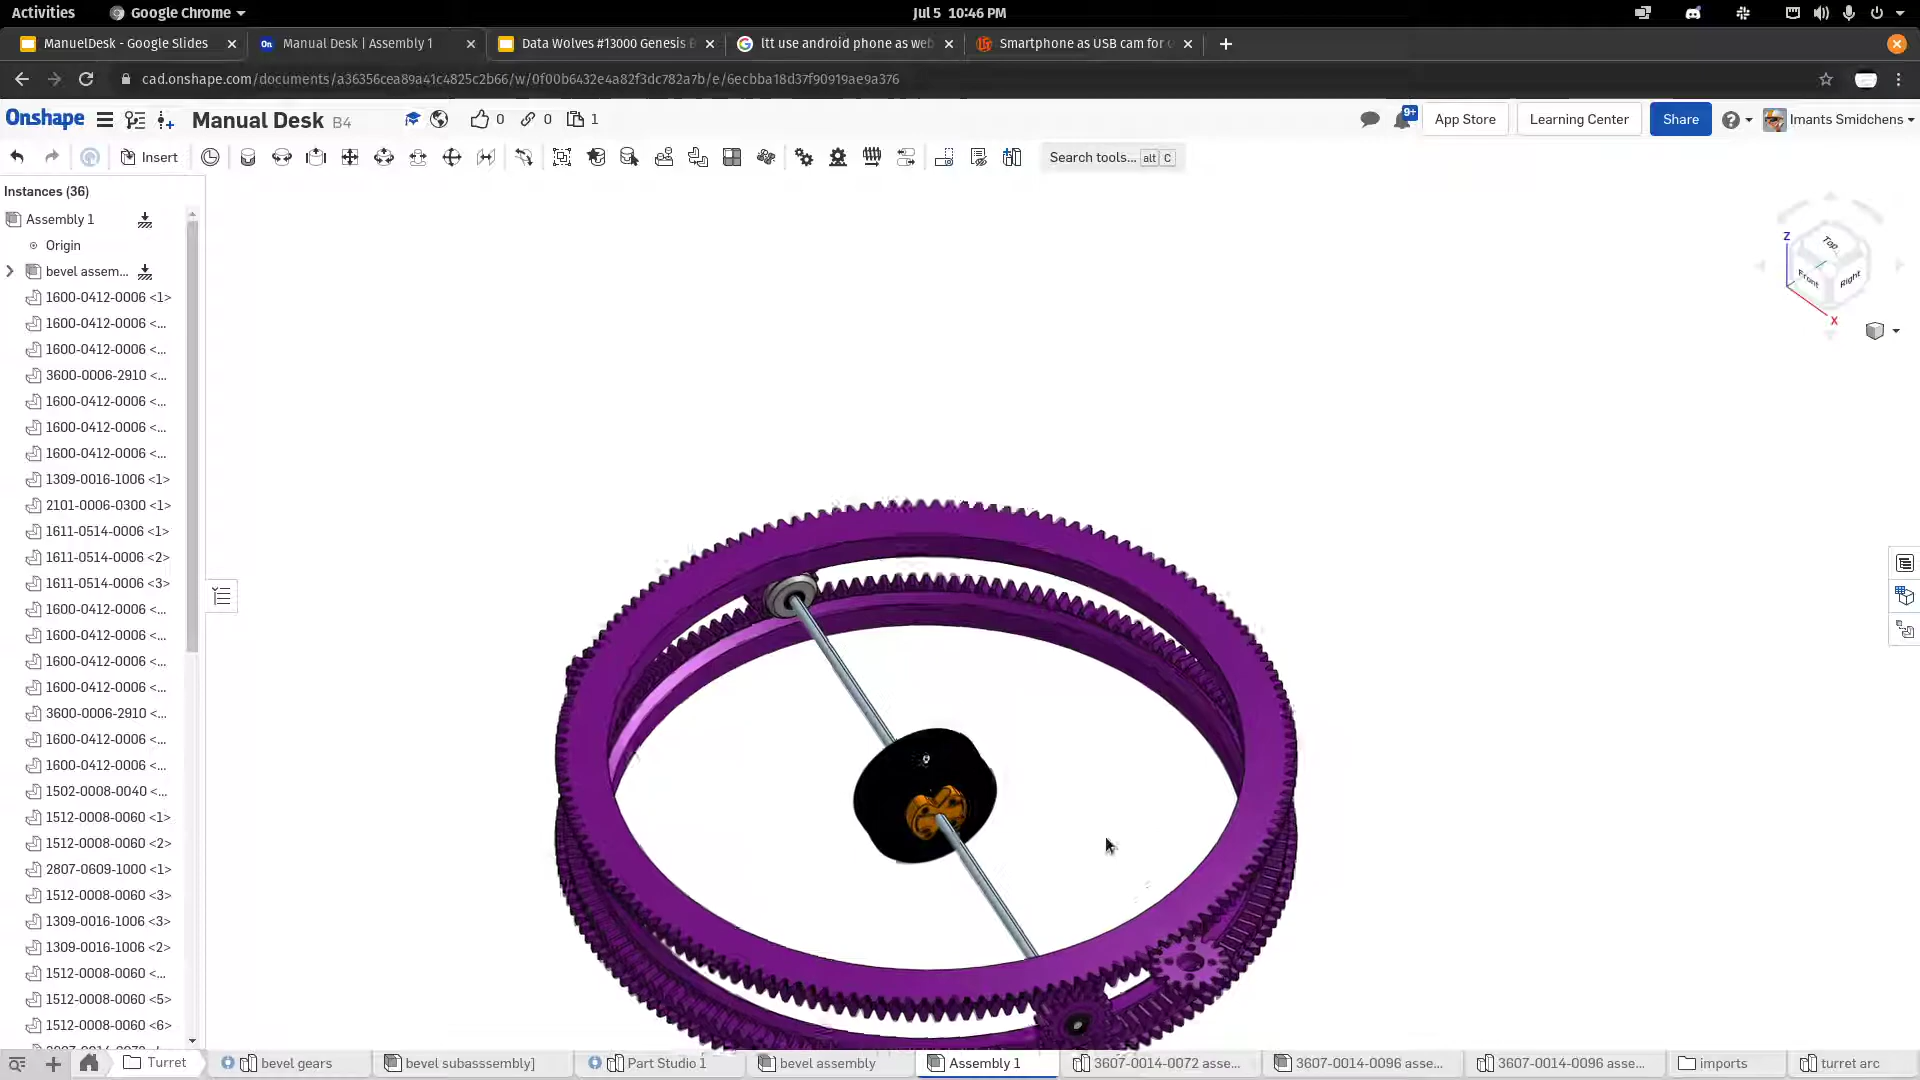 Activities
Google Chrome
Jul 5 10:46 PM
ManuelDesk - Google Slides
Manual Desk | Assembly 1
Data Wolves #13000 Genesis
ltt use android phone as web
Smartphone as USB cam for
cad.onshape.com/documents/a36356cea89a41c4825c2b66/w/0f00b6432e4a82f3dc782a7b/e/6ecbba18d37f90919ae9a376
Onshape
Manual Desk B4
0
0
1
9+
App Store
Learning Center
Share
Imants Smidchens
Insert
Search tools... alt C
Instances (36)
Assembly 1
Origin
bevel assem...
1600-0412-0006 <1>
1600-0412-0006 <...
1600-0412-0006 <...
3600-0006-2910 <...
1600-0412-0006 <...
1600-0412-0006 <...
1600-0412-0006 <...
1309-0016-1006 <1>
2101-0006-0300 <1>
1611-0514-0006 <1>
1611-0514-0006 <2>
1611-0514-0006 <3>
1600-0412-0006 <...
1600-0412-0006 <...
1600-0412-0006 <...
1600-0412-0006 <...
3600-0006-2910 <...
1600-0412-0006 <...
1600-0412-0006 <...
1502-0008-0040 <...
1512-0008-0060 <1>
1512-0008-0060 <2>
2807-0609-1000 <1>
1512-0008-0060 <3>
1309-0016-1006 <3>
1309-0016-1006 <2>
1512-0008-0060 <...
1512-0008-0060 <5>
1512-0008-0060 <6>
Z
Top
Front
Right
X
Turret
bevel gears
bevel subasssembly]
Part Studio 1
bevel assembly
Assembly 1
3607-0014-0072 asse...
3607-0014-0096 asse...
3607-0014-0096 asse...
imports
turret arc